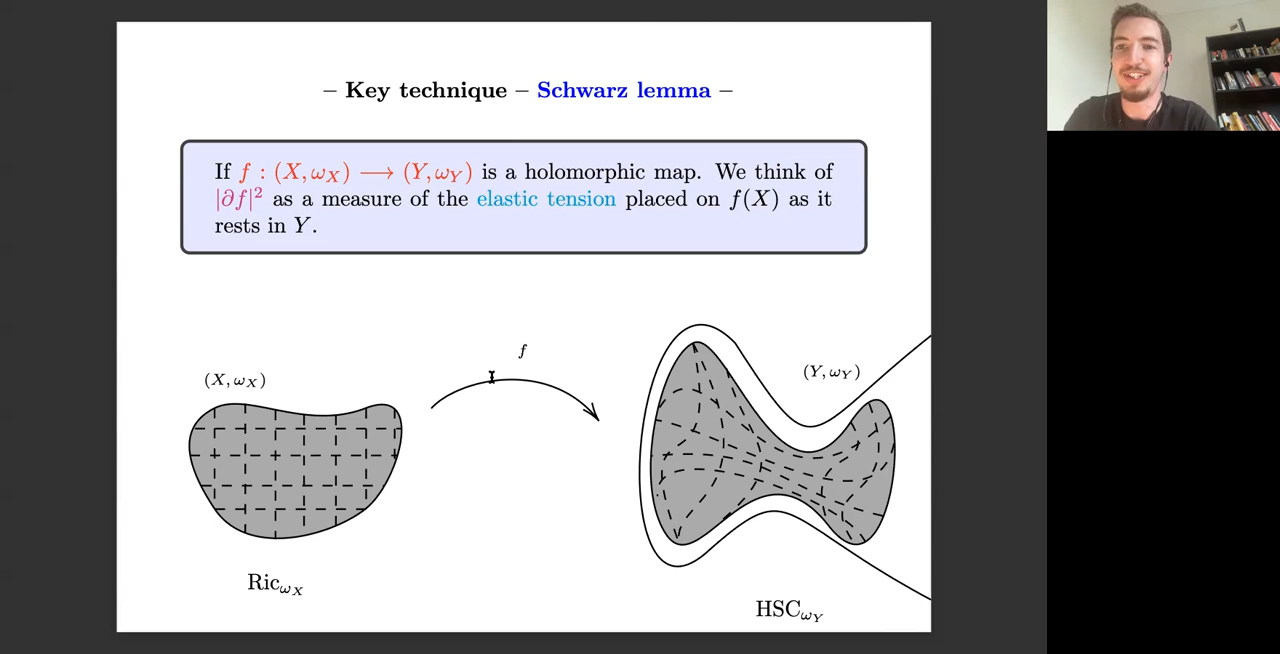 – Key technique – Schwarz lemma –
If f : (X, ω_X) ⟶ (Y, ω_Y) is a holomorphic map. We think of
|∂f|² as a measure of the elastic tension placed on f(X) as it
rests in Y.
f
(X, ω_X)
(Y, ω_Y)
Ric_{ω_X}
HSC_{ω_Y}